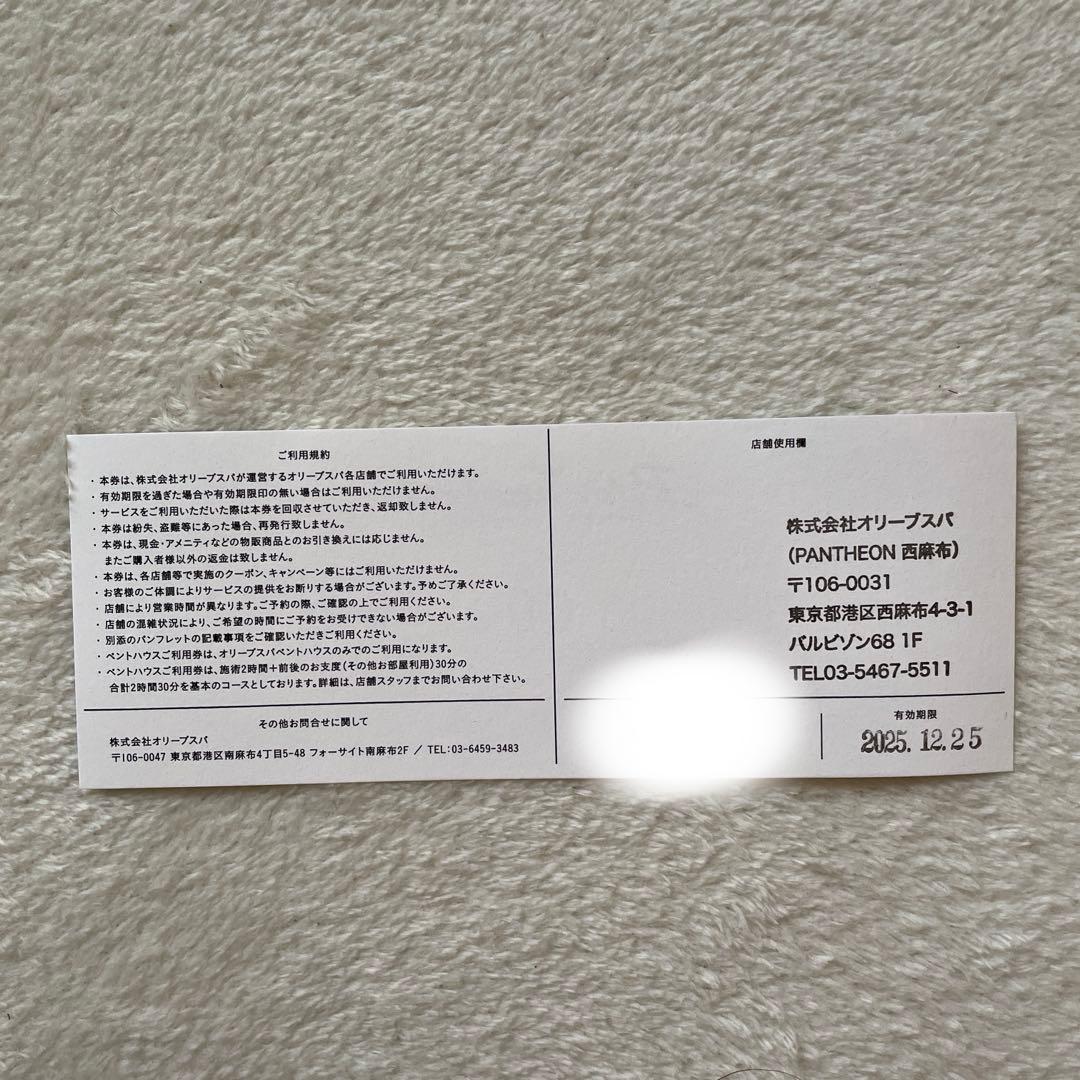 ご利用規約
・本券は、株式会社オリーブスパが運営するオリーブスパ各店舗でご利用いただけます。
・有効期限を過ぎた場合や有効期限印の無い場合はご利用いただけません。
・サービスをご利用いただいた際は本券を回収させていただき、返却致しません。
・本券は紛失、盗難等にあった場合、再発行致しません。
・本券は、現金・アメニティなどの物販商品とのお引き換えには応じません。
またご購入者様以外の返金は致しません。
・本券は、各店舗等で実施のクーポン、キャンペーン等にはご利用いただけません。
・お客様のご体調によりサービスの提供をお断りする場合がございます。予めご了承ください。
・店舗により営業時間が異なります。ご予約の際、ご確認の上でご利用ください。
・店舗の混雑状況により、ご希望の時間にご予約をお受けできない場合がございます。
・別添のパンフレットの記載事項をご確認いただきご利用ください。
・ペントハウスご利用券は、オリーブスパペントハウスのみでのご利用になります。
・ペントハウスご利用券は、施術2時間＋前後のお支度(その他お部屋利用)30分の
合計2時間30分を基本のコースとしております。詳細は、店舗スタッフまでお問い合わせ下さい。
その他お問合せに関して
株式会社オリーブスパ
〒106-0047 東京都港区南麻布4丁目5-48 フォーサイト南麻布2F ／ TEL:03-6459-3483
店舗使用欄
株式会社オリーブスパ
(PANTHEON 西麻布)
〒106-0031
東京都港区西麻布4-3-1
バルビゾン68 1F
TEL03-5467-5511
有効期限
2025.12.25